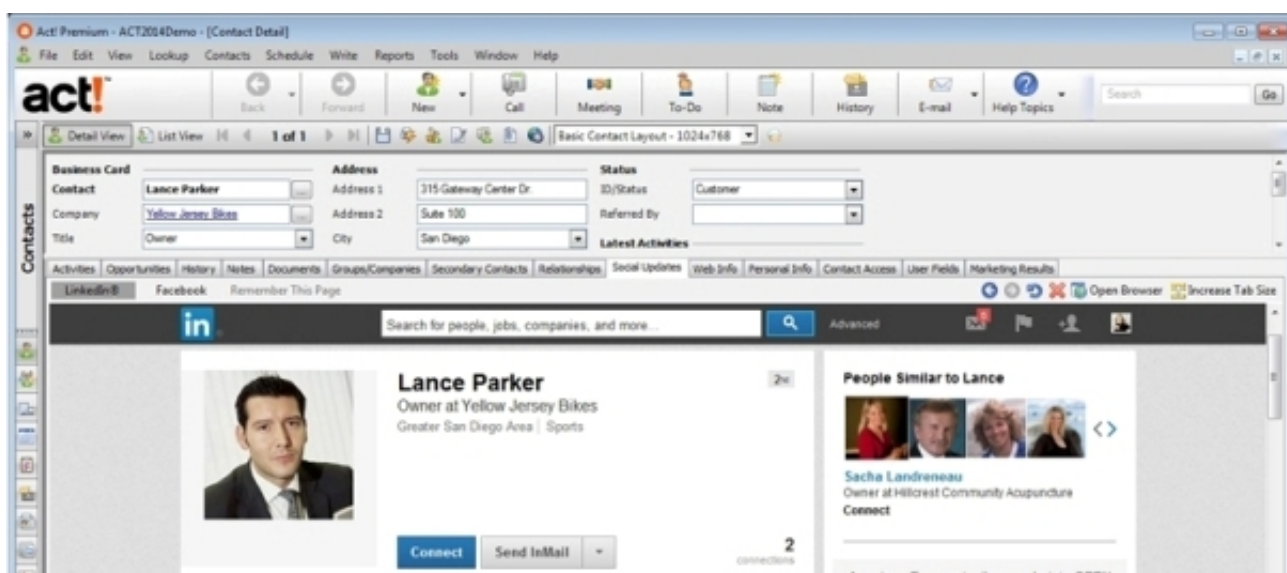 Act! Premium - ACT2014Demo - [Contact Detail]
File Edit View Lookup Contacts Schedule Write Reports Tools Window Help
act!
Back Forward New Call Meeting To-Do Note History E-mail Help Topics Search Go
Detail View List View 1 of 1 Basic Contact Layout - 1024x768
Contacts
Business Card Address Status
Contact Lance Parker Address 1 315 Gateway Center Dr. ID/Status Customer
Company Yellow Jersey Bikes Address 2 Suite 100 Referred By
Title Owner City San Diego Latest Activities
Activities Opportunities History Notes Documents Groups/Companies Secondary Contacts Relationships Social Updates Web Info Personal Info Contact Access User Fields Marketing Results
LinkedIn® Facebook Remember This Page Open Browser Increase Tab Size
in Search for people, jobs, companies, and more... Advanced
Lance Parker
Owner at Yellow Jersey Bikes
Greater San Diego Area | Sports
Connect Send InMail
2
connections
People Similar to Lance
Sacha Landreneau
Owner at Hillcrest Community Acupuncture
Connect